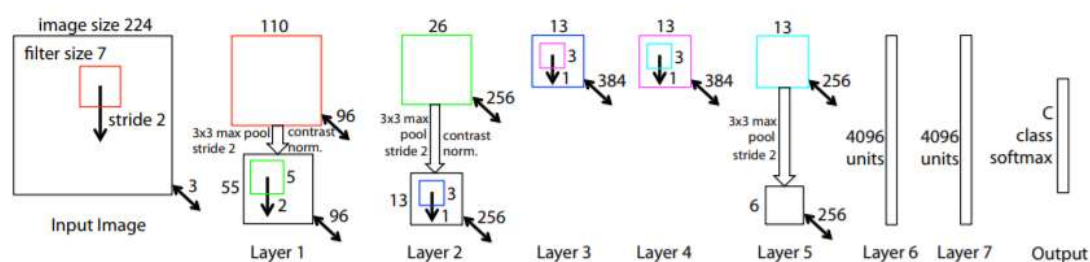 image size 224
filter size 7
stride 2
3
Input Image
110
96
3x3 max pool
stride 2
contrast
norm.
55
5
2
96
Layer 1
26
256
3x3 max
pool
stride 2
contrast
norm.
13
3
1
256
Layer 2
13
3
1
384
Layer 3
13
3
1
384
Layer 4
13
256
3x3 max
pool
stride 2
6
256
Layer 5
4096
units
Layer 6
4096
units
Layer 7
C
class
softmax
Output